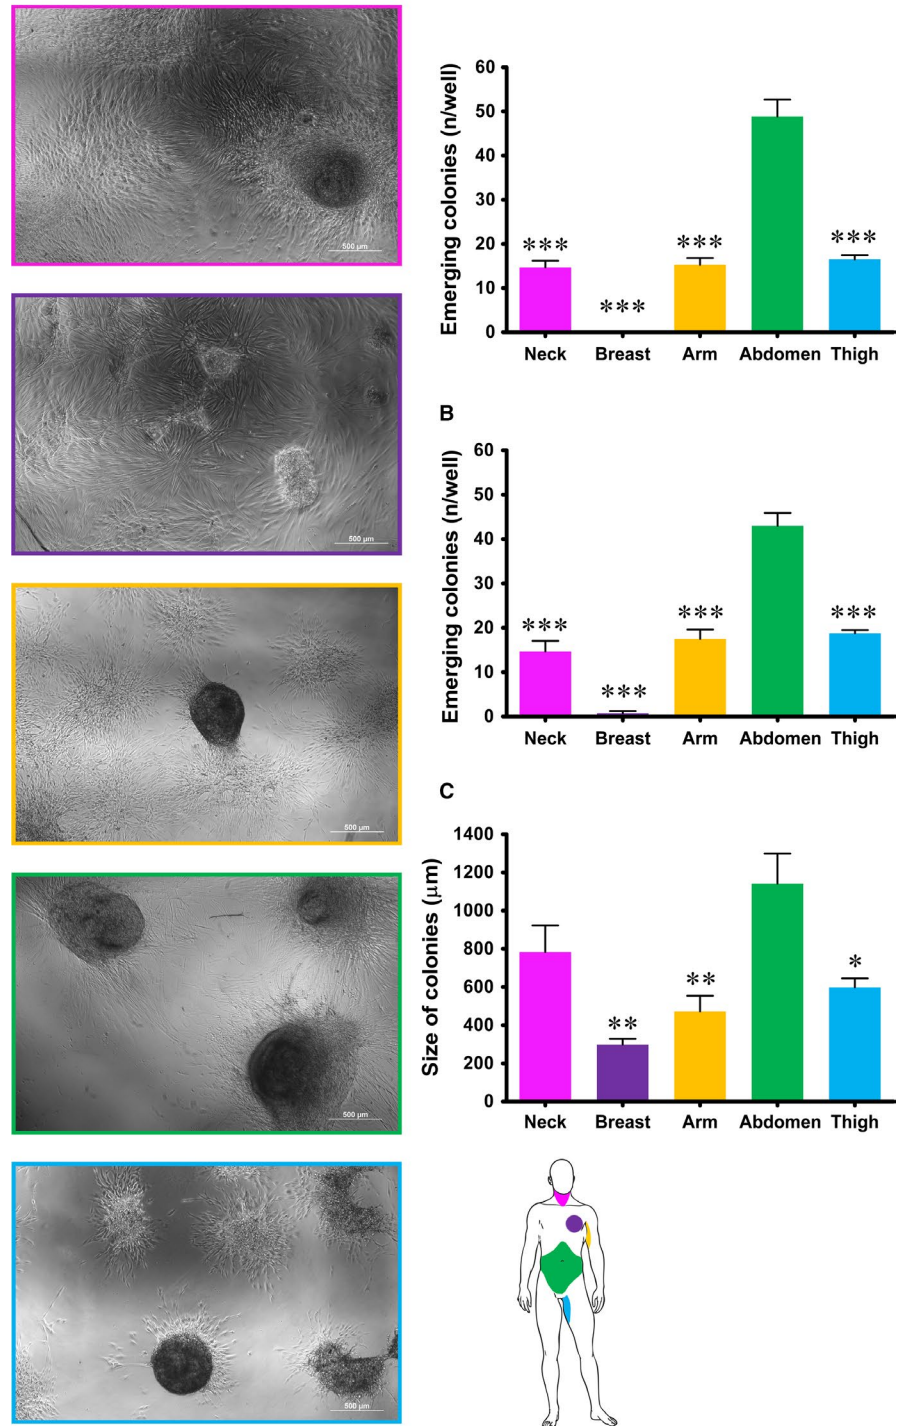 500 µm
500 µm
500 µm
500 µm
500 µm
Emerging colonies (n/well)
60
50
40
30
20
10
0
*** *** *** ***
Neck Breast Arm Abdomen Thigh
B
Emerging colonies (n/well)
60
50
40
30
20
10
0
*** *** *** ***
Neck Breast Arm Abdomen Thigh
C
Size of colonies (µm)
1400
1200
1000
800
600
400
200
0
** ** *
Neck Breast Arm Abdomen Thigh